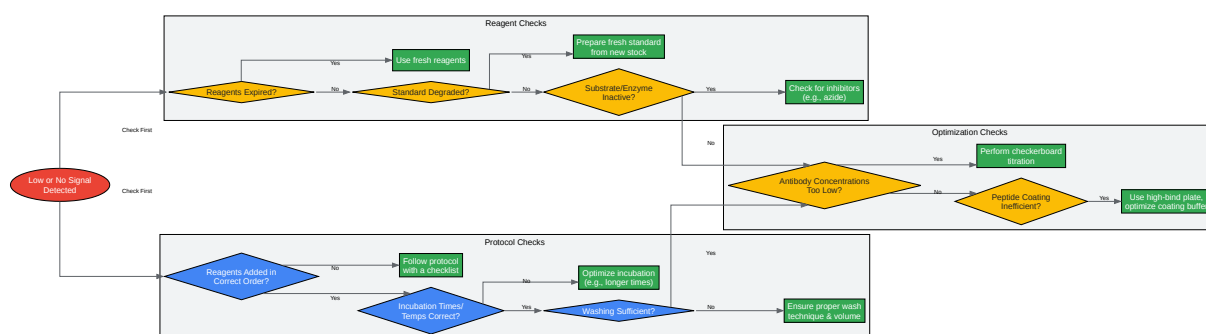 Reagent Checks
Prepare fresh standard
from new stock
Use fresh reagents
Yes
Yes
Reagents Expired?
No
Standard Degraded?
No
Substrate/Enzyme
Inactive?
Yes
Check for inhibitors
(e.g., azide)
Check First
No
Optimization Checks
Perform checkerboard
titration
Yes
Low or No Signal
Detected
Check First
Antibody Concentrations
Too Low?
No
Peptide Coating
Inefficient?
Yes
Use high-bind plate,
optimize coating buffer
Protocol Checks
Yes
Reagents Added in
Correct Order?
No
Follow protocol
with a checklist
Optimize incubation
(e.g., longer times)
No
Yes
Incubation Times/
Temps Correct?
Yes
Washing Sufficient?
No
Ensure proper wash
technique & volume